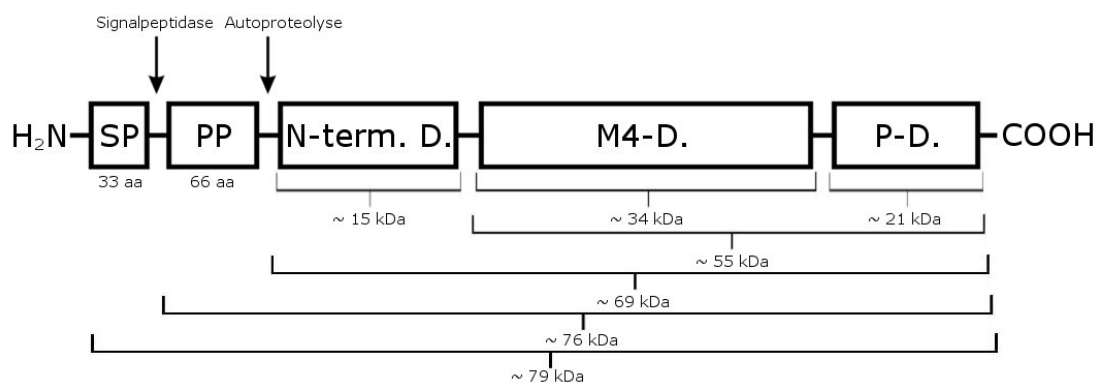 Signalpeptidase Autoproteolyse
H₂N SP PP N-term. D. M4-D. P-D. COOH
33 aa 66 aa
~ 15 kDa ~ 34 kDa ~ 21 kDa
~ 55 kDa
~ 69 kDa
~ 76 kDa
~ 79 kDa